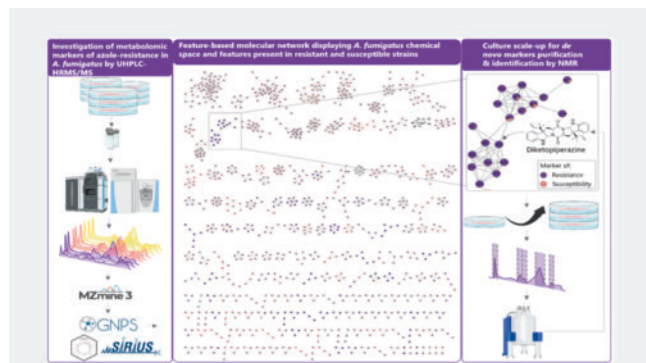 Investigation of metabolomic
markers of azole-resistance in
A. fumigatus by UHPLC-
HRMS/MS
MZmine 3
GNPS
SIRIUS
Feature-based molecular network displaying A. fumigatus chemical
space and features present in resistant and susceptible strains
Culture scale-up for de
novo markers purification
& identification by NMR
Diketopiperazine
Marker of:
Resistance
Susceptibility